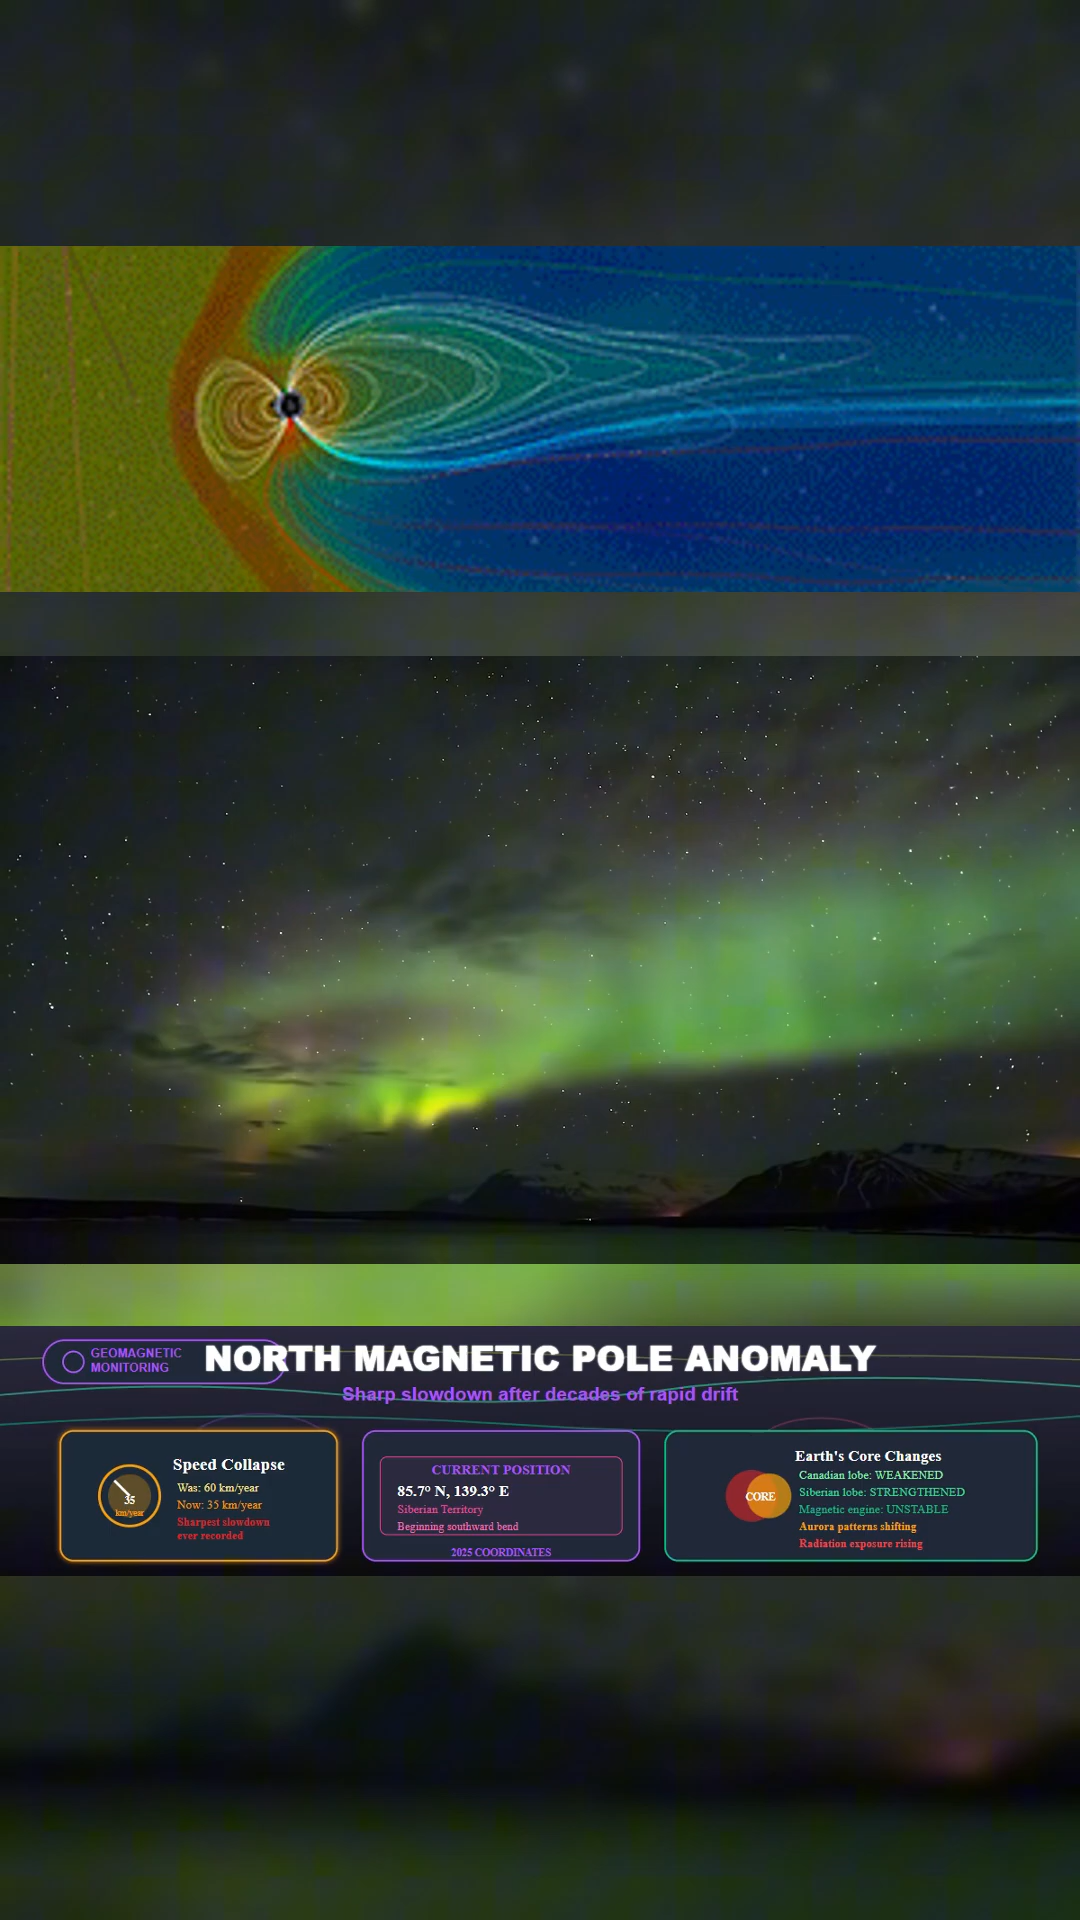 GEOMAGNETIC
MONITORING
NORTH MAGNETIC POLE ANOMALY
Sharp slowdown after decades of rapid drift
Speed Collapse
Was: 60 km/year
Now: 35 km/year
Sharpest slowdown
ever recorded
35
km/year
CURRENT POSITION
85.7° N, 139.3° E
Siberian Territory
Beginning southward bend
2025 COORDINATES
Earth's Core Changes
CORE
Canadian lobe: WEAKENED
Siberian lobe: STRENGTHENED
Magnetic engine: UNSTABLE
Aurora patterns shifting
Radiation exposure rising